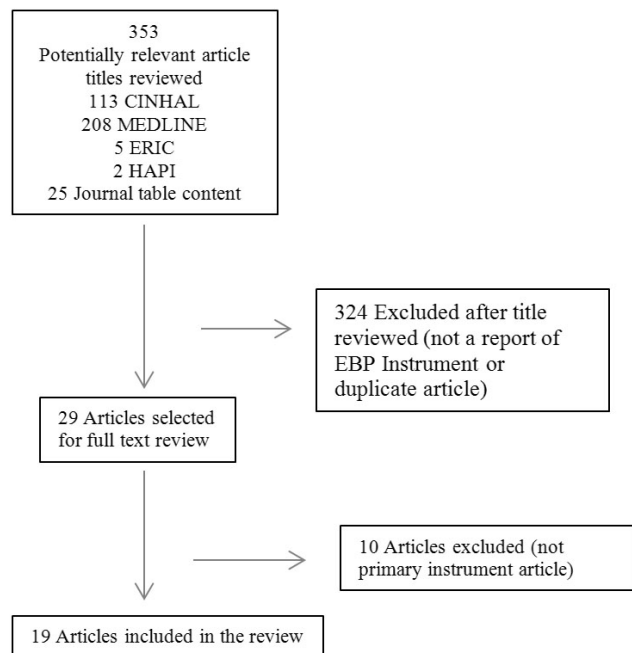 353
Potentially relevant article
titles reviewed
113 CINHAL
208 MEDLINE
5 ERIC
2 HAPI
25 Journal table content
324 Excluded after title
reviewed (not a report of
EBP Instrument or
duplicate article)
29 Articles selected
for full text review
10 Articles excluded (not
primary instrument article)
19 Articles included in the review